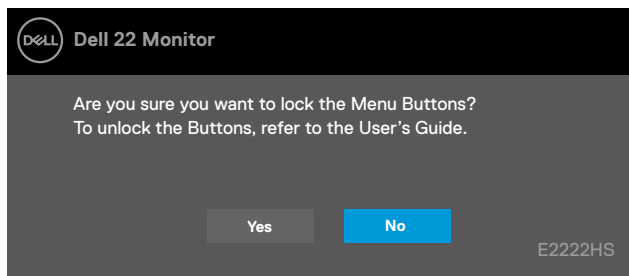 DELL
Dell 22 Monitor
Are you sure you want to lock the Menu Buttons?
To unlock the Buttons, refer to the User's Guide.
Yes
No
E2222HS